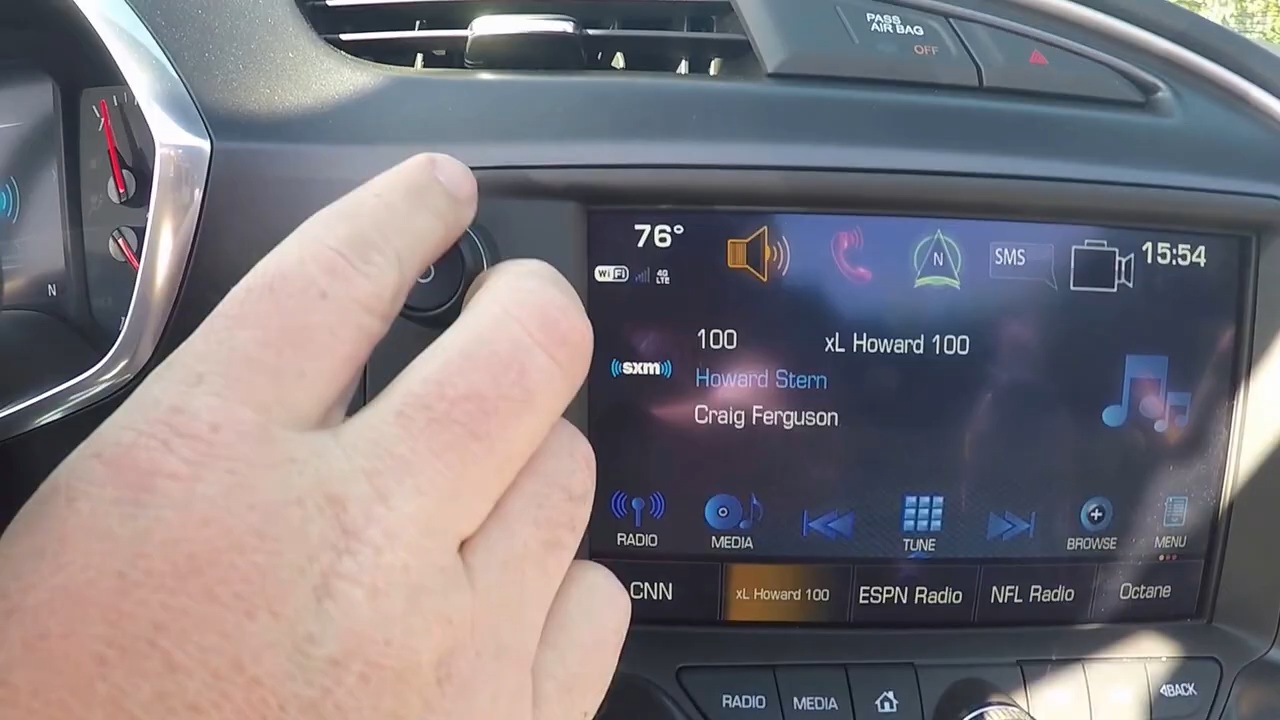 PASS
AIR BAG
OFF
N
76°
WiFi
4G
LTE
N
SMS
15:54
100
xL Howard 100
sxm
Howard Stern
Craig Ferguson
RADIO
MEDIA
TUNE
BROWSE
MENU
CNN
xL Howard 100
ESPN Radio
NFL Radio
Octane
RADIO
MEDIA
BACK